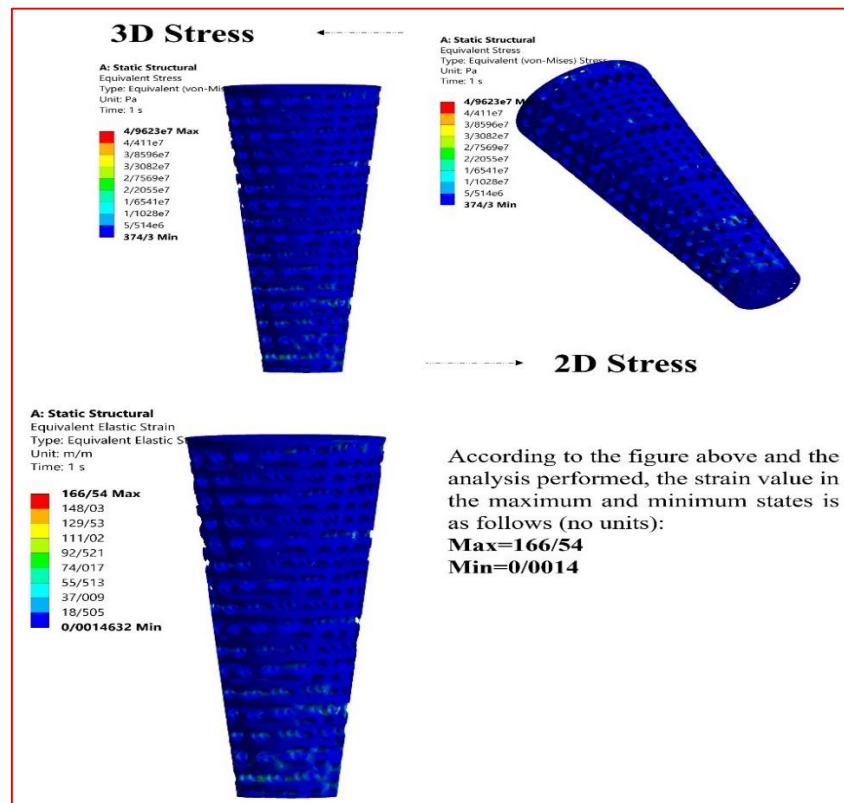 3D Stress
A: Static Structural
Equivalent Stress
Type: Equivalent (von-Mis
Unit: Pa
Time: 1 s
4/9623e7 Max
4/411e7
3/8596e7
3/3082e7
2/7569e7
2/2055e7
1/6541e7
1/1028e7
5/514e6
374/3 Min
A: Static Structural
Equivalent Stress
Type: Equivalent (von-Mises) Stress
Unit: Pa
Time: 1 s
4/9623e7 M
4/411e7
3/8596e7
3/3082e7
2/7569e7
2/2055e7
1/6541e7
1/1028e7
5/514e6
374/3 Min
2D Stress
A: Static Structural
Equivalent Elastic Strain
Type: Equivalent Elastic St
Unit: m/m
Time: 1 s
166/54 Max
148/03
129/53
111/02
92/521
74/017
55/513
37/009
18/505
0/0014632 Min
According to the figure above and the
analysis performed, the strain value in
the maximum and minimum states is
as follows (no units):
Max=166/54
Min=0/0014